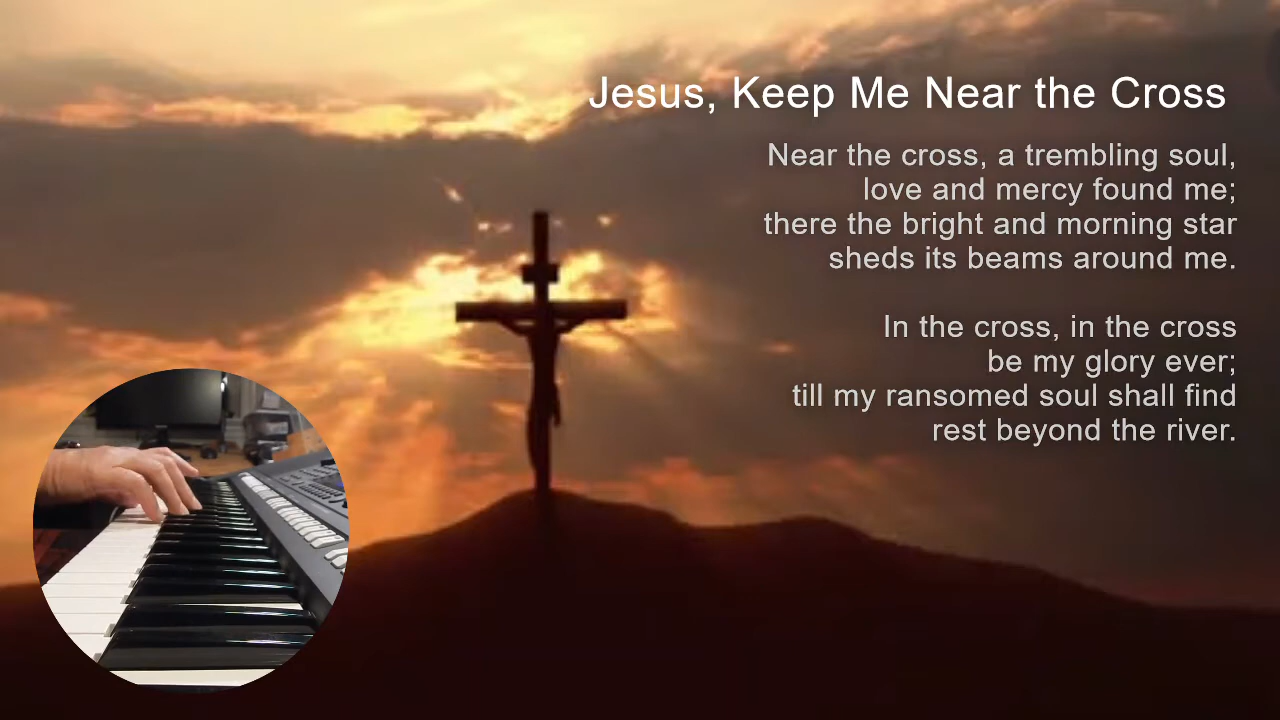 Jesus, Keep Me Near the Cross
Near the cross, a trembling soul,
love and mercy found me;
there the bright and morning star
sheds its beams around me.
In the cross, in the cross
be my glory ever;
till my ransomed soul shall find
rest beyond the river.